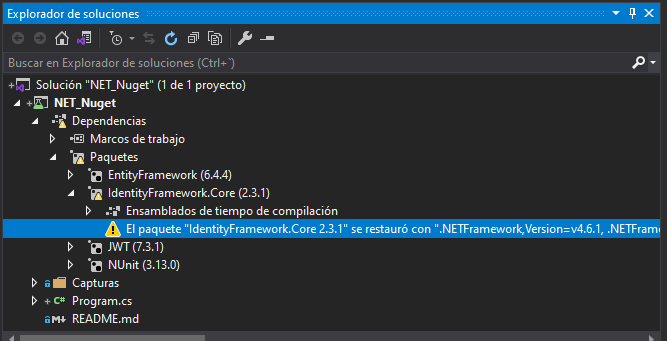 Explorador de soluciones
Buscar en Explorador de soluciones (Ctrl+¨)
Solución "NET_Nuget" (1 de 1 proyecto)
NET_Nuget
Dependencias
Marcos de trabajo
Paquetes
EntityFramework (6.4.4)
IdentityFramework.Core (2.3.1)
Ensamblados de tiempo de compilación
El paquete "IdentityFramework.Core 2.3.1" se restauró con ".NETFramework,Version=v4.6.1, .NETFrame
JWT (7.3.1)
NUnit (3.13.0)
Capturas
C# Program.cs
README.md